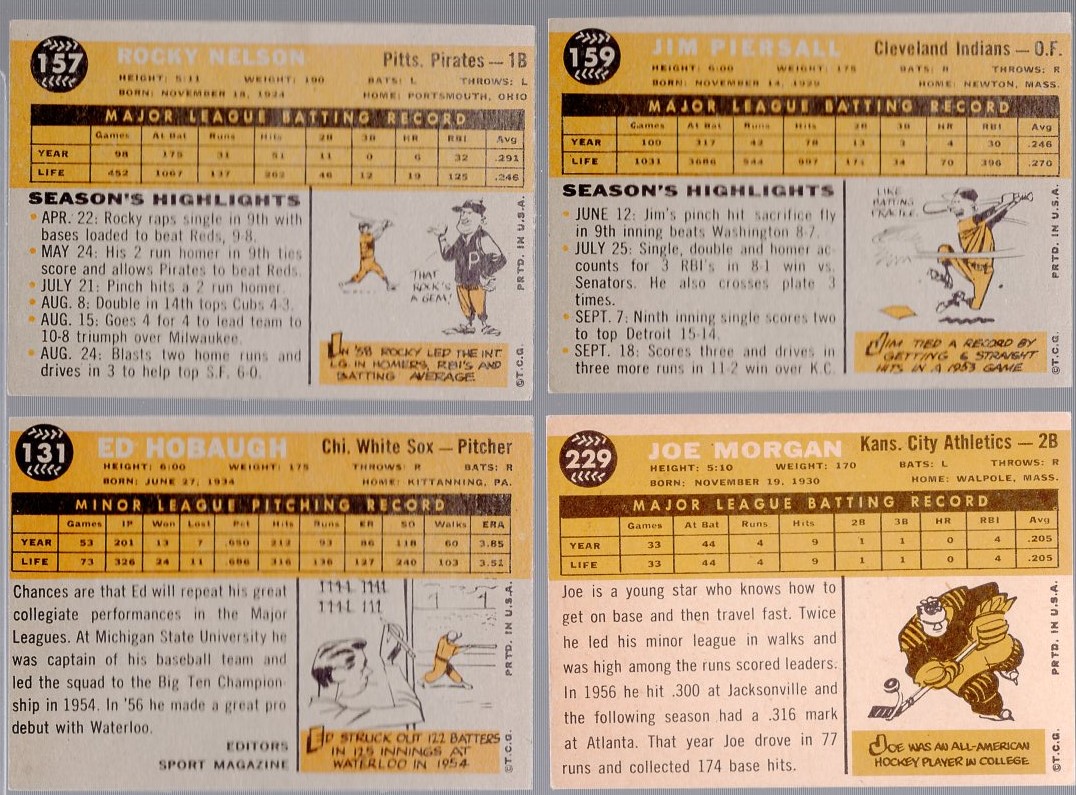 157
ROCKY NELSON
Pitts. Pirates — 1B
HEIGHT: 5:11 WEIGHT: 190 BATS: L THROWS: L
BORN: NOVEMBER 18, 1924 HOME: PORTSMOUTH, OHIO
MAJOR LEAGUE BATTING RECORD
Games At Bat Runs Hits 2B 3B HR RBI Avg
YEAR 98 175 31 51 11 0 6 32 .291
LIFE 452 1067 137 262 46 12 19 125 .246
SEASON'S HIGHLIGHTS
• APR. 22: Rocky raps single in 9th with
bases loaded to beat Reds, 9-8.
• MAY 24: His 2 run homer in 9th ties
score and allows Pirates to beat Reds.
• JULY 21: Pinch hits a 2 run homer.
• AUG. 8: Double in 14th tops Cubs 4-3.
• AUG. 15: Goes 4 for 4 to lead team to
10-8 triumph over Milwaukee.
• AUG. 24: Blasts two home runs and
drives in 3 to help top S.F. 6-0.
P
THAT
ROCK'S
A GEM!
IN '58 ROCKY LED THE INT.
LG IN HOMERS, RBI'S AND
BATTING AVERAGE
PRTD. IN U.S.A.
©T.C.G.
159
JIM PIERSALL
Cleveland Indians — O.F.
HEIGHT: 6:00 WEIGHT: 175 BATS: R THROWS: R
BORN: NOVEMBER 14, 1929 HOME: NEWTON, MASS.
MAJOR LEAGUE BATTING RECORD
Games At Bat Runs Hits 2B 3B HR RBI Avg
YEAR 100 317 42 78 13 3 4 30 .246
LIFE 1031 3686 544 997 34 70 396 .270
SEASON'S HIGHLIGHTS
• JUNE 12: Jim's pinch hit sacrifice fly
in 9th inning beats Washington 8-7.
• JULY 25: Single, double and homer ac-
counts for 3 RBI's in 8-1 win vs.
Senators. He also crosses plate 3
times.
• SEPT. 7: Ninth inning single scores two
to top Detroit 15-14.
• SEPT. 18: Scores three and drives in
three more runs in 11-2 win over K.C.
LIKE
BATTING
PRACTICE.
JIM TIED A RECORD BY
GETTING 6 STRAIGHT
HITS IN A 1953 GAME
PRTD. IN U.S.A.
©T.C.G.
131
ED HOBAUGH
Chi. White Sox — Pitcher
HEIGHT: 6:00 WEIGHT: 175 THROWS: R BATS: R
BORN: JUNE 27, 1934 HOME: KITTANNING, PA.
MINOR LEAGUE PITCHING RECORD
Games IP Won Lost Pct Hits Runs ER SO Walks ERA
YEAR 53 201 13 7 .650 212 93 86 118 60 3.85
LIFE 73 326 24 11 .686 316 136 127 240 103 3.51
Chances are that Ed will repeat his great
collegiate performances in the Major
Leagues. At Michigan State University he
was captain of his baseball team and
led the squad to the Big Ten Champion-
ship in 1954. In '56 he made a great pro
debut with Waterloo.
EDITORS
SPORT MAGAZINE
ED STRUCK OUT 122 BATTERS
IN 125 INNINGS AT
WATERLOO IN 1954
PRTD. IN U.S.A.
©T.C.G.
229
JOE MORGAN
Kans. City Athletics — 2B
HEIGHT: 5:10 WEIGHT: 170 BATS: L THROWS: R
BORN: NOVEMBER 19, 1930 HOME: WALPOLE, MASS.
MAJOR LEAGUE BATTING RECORD
Games At Bat Runs Hits 2B 3B HR RBI Avg
YEAR 33 44 4 9 1 1 0 4 .205
LIFE 33 44 4 9 1 1 0 4 .205
Joe is a young star who knows how to
get on base and then travel fast. Twice
he led his minor league in walks and
was high among the runs scored leaders.
In 1956 he hit .300 at Jacksonville and
the following season had a .316 mark
at Atlanta. That year Joe drove in 77
runs and collected 174 base hits.
JOE WAS AN ALL-AMERICAN
HOCKEY PLAYER IN COLLEGE
PRTD. IN U.S.A.
©T.C.G.